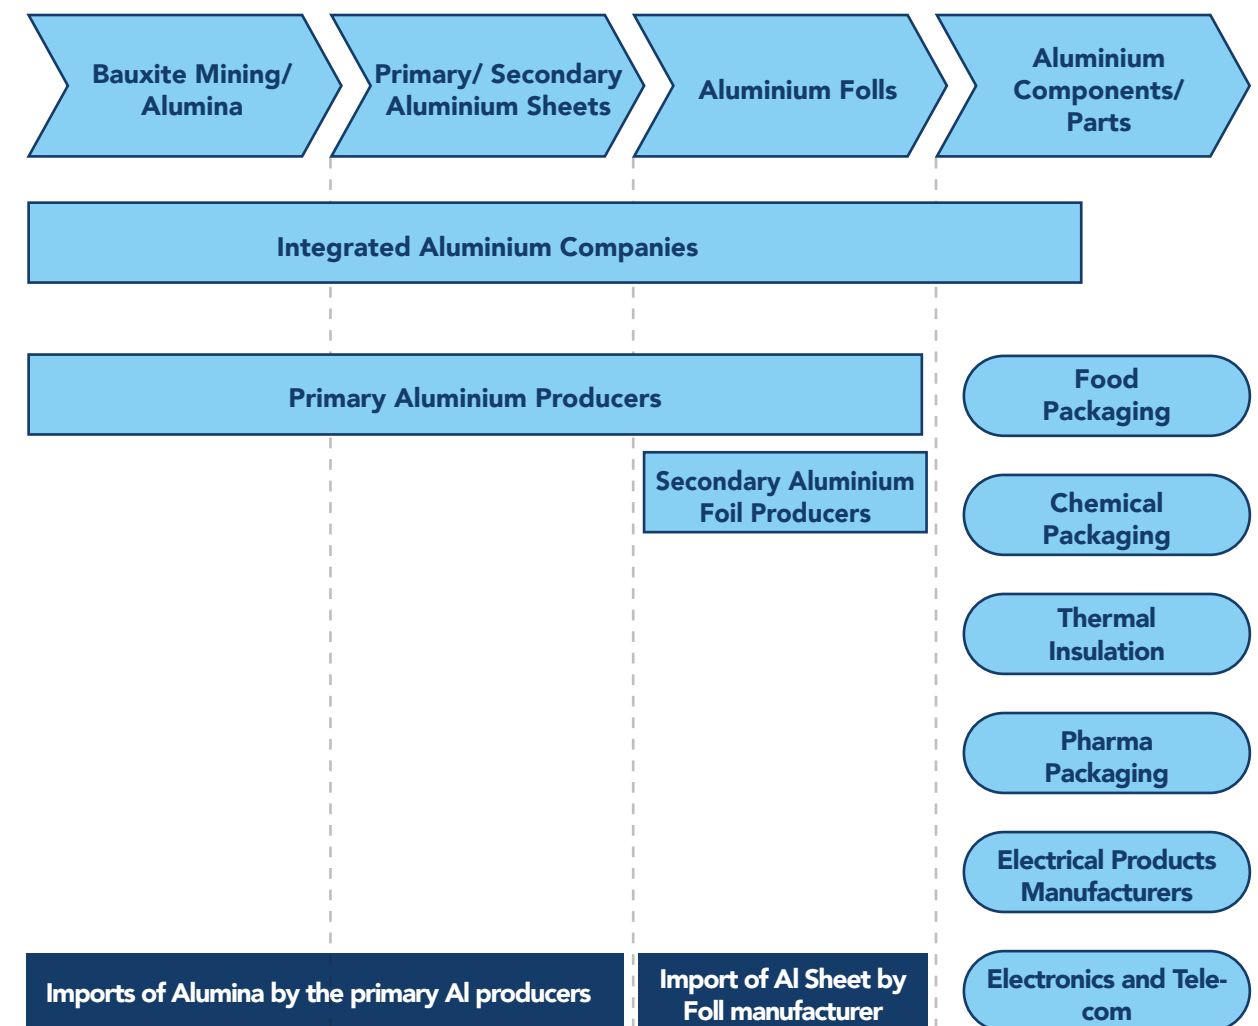 Bauxite Mining/
Alumina
Primary/ Secondary
Aluminium Sheets
Aluminium Folls
Aluminium
Components/
Parts
Integrated Aluminium Companies
Primary Aluminium Producers
Food
Packaging
Secondary Aluminium
Foil Producers
Chemical
Packaging
Thermal
Insulation
Pharma
Packaging
Electrical Products
Manufacturers
Imports of Alumina by the primary Al producers
Import of Al Sheet by
Foll manufacturer
Electronics and Tele-
com